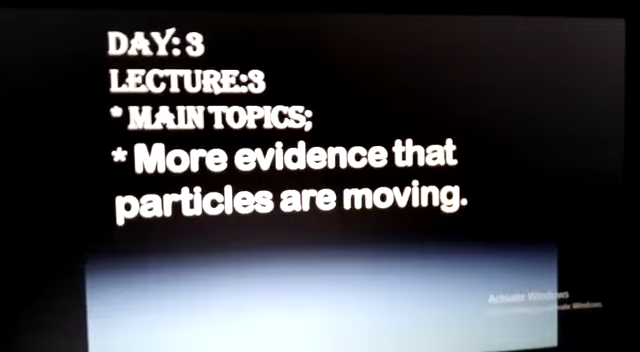 DAY: 3
LECTURE:3
* MAIN TOPICS;
* More evidence that
particles are moving.
Activate Windows